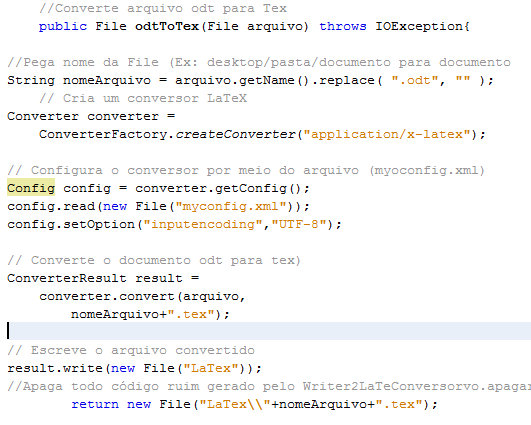 //Converte arquivo odt para Tex
public File odtToTex(File arquivo) throws IOException{
//Pega nome da File (Ex: desktop/pasta/documento para documento
String nomeArquivo = arquivo.getName().replace( ".odt", "" );
// Cria um conversor LaTeX
Converter converter =
ConverterFactory.createConverter("application/x-latex");
// Configura o conversor por meio do arquivo (myoconfig.xml)
Config config = converter.getConfig();
config.read(new File("myconfig.xml"));
config.setOption("inputencoding","UTF-8");
// Converte o documento odt para tex)
ConverterResult result =
converter.convert(arquivo,
nomeArquivo+".tex");
// Escreve o arquivo convertido
result.write(new File("LaTex"));
//Apaga todo código ruim gerado pelo Writer2LaTeConversorvo.apagar
return new File("LaTex\\"+nomeArquivo+".tex");